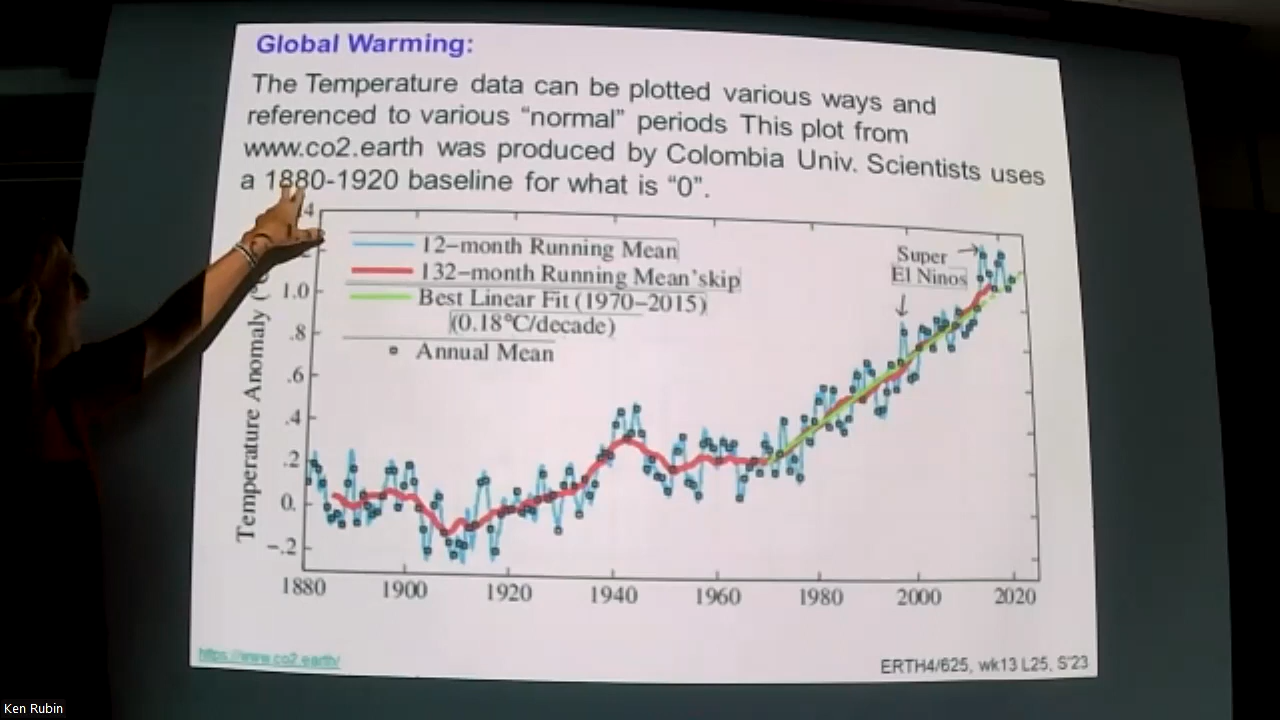 Global Warming:
The Temperature data can be plotted various ways and
referenced to various “normal” periods This plot from
www.co2.earth was produced by Colombia Univ. Scientists uses
a 1880-1920 baseline for what is “0”.
12-month Running Mean
132-month Running Mean'skip
Best Linear Fit (1970-2015)
(0.18°C/decade)
Annual Mean
Super
El Ninos
Temperature Anomaly
1.0
.8
.6
.4
.2
0.
-.2
1880 1900 1920 1940 1960 1980 2000 2020
https://www.co2.earth/
ERTH4/625, wk13 L25, S'23
Ken Rubin